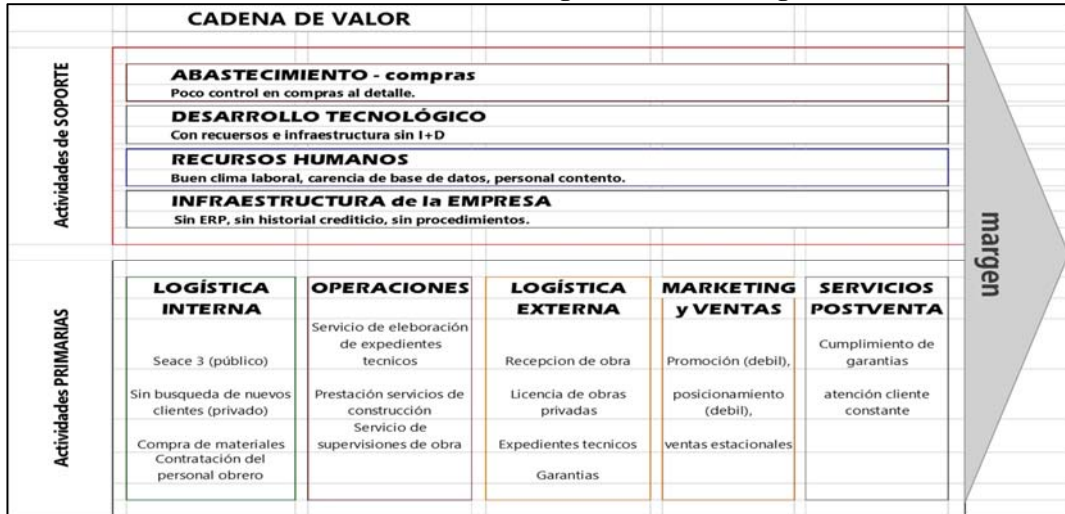 CADENA DE VALOR
Actividades de SOPORTE
ABASTECIMIENTO - compras
Poco control en compras al detalle.
DESARROLLO TECNOLÓGICO
Con recuersos e infraestructura sin I+D
RECURSOS HUMANOS
Buen clima laboral, carencia de base de datos, personal contento.
INFRAESTRUCTURA de la EMPRESA
Sin ERP, sin historial crediticio, sin procedimientos.
margen
Actividades PRIMARIAS
LOGÍSTICA
INTERNA
Seace 3 (público)
Sin busqueda de nuevos
clientes (privado)
Compra de materiales
Contratación del
personal obrero
OPERACIONES
Servicio de eleboración
de expedientes
tecnicos
Prestación servicios de
construcción
Servicio de
supervisiones de obra
LOGÍSTICA
EXTERNA
Recepcion de obra
Licencia de obras
privadas
Expedientes tecnicos
Garantias
MARKETING
y VENTAS
Promoción (debil),
posicionamiento
(debil),
ventas estacionales
SERVICIOS
POSTVENTA
Cumplimiento de
garantias
atención cliente
constante